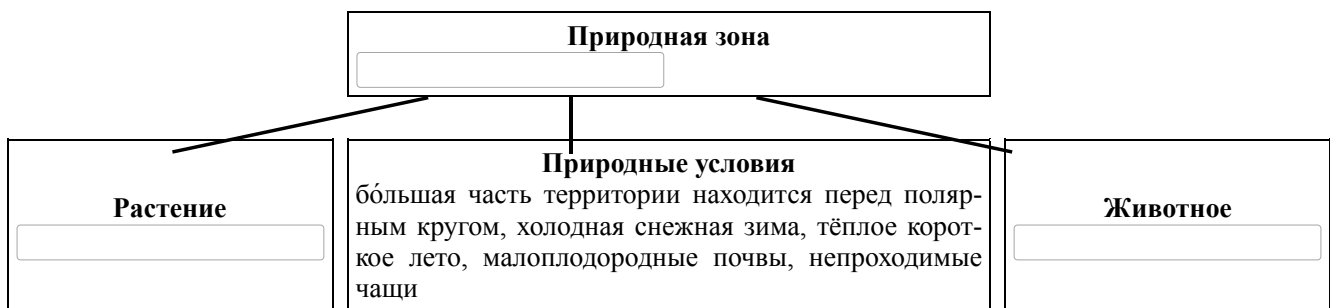 Природная зона
Растение
Природные условия
бо́льшая часть территории находится перед поляр-
ным кругом, холодная снежная зима, тёплое корот-
кое лето, малоплодородные почвы, непроходимые
чащи
Животное